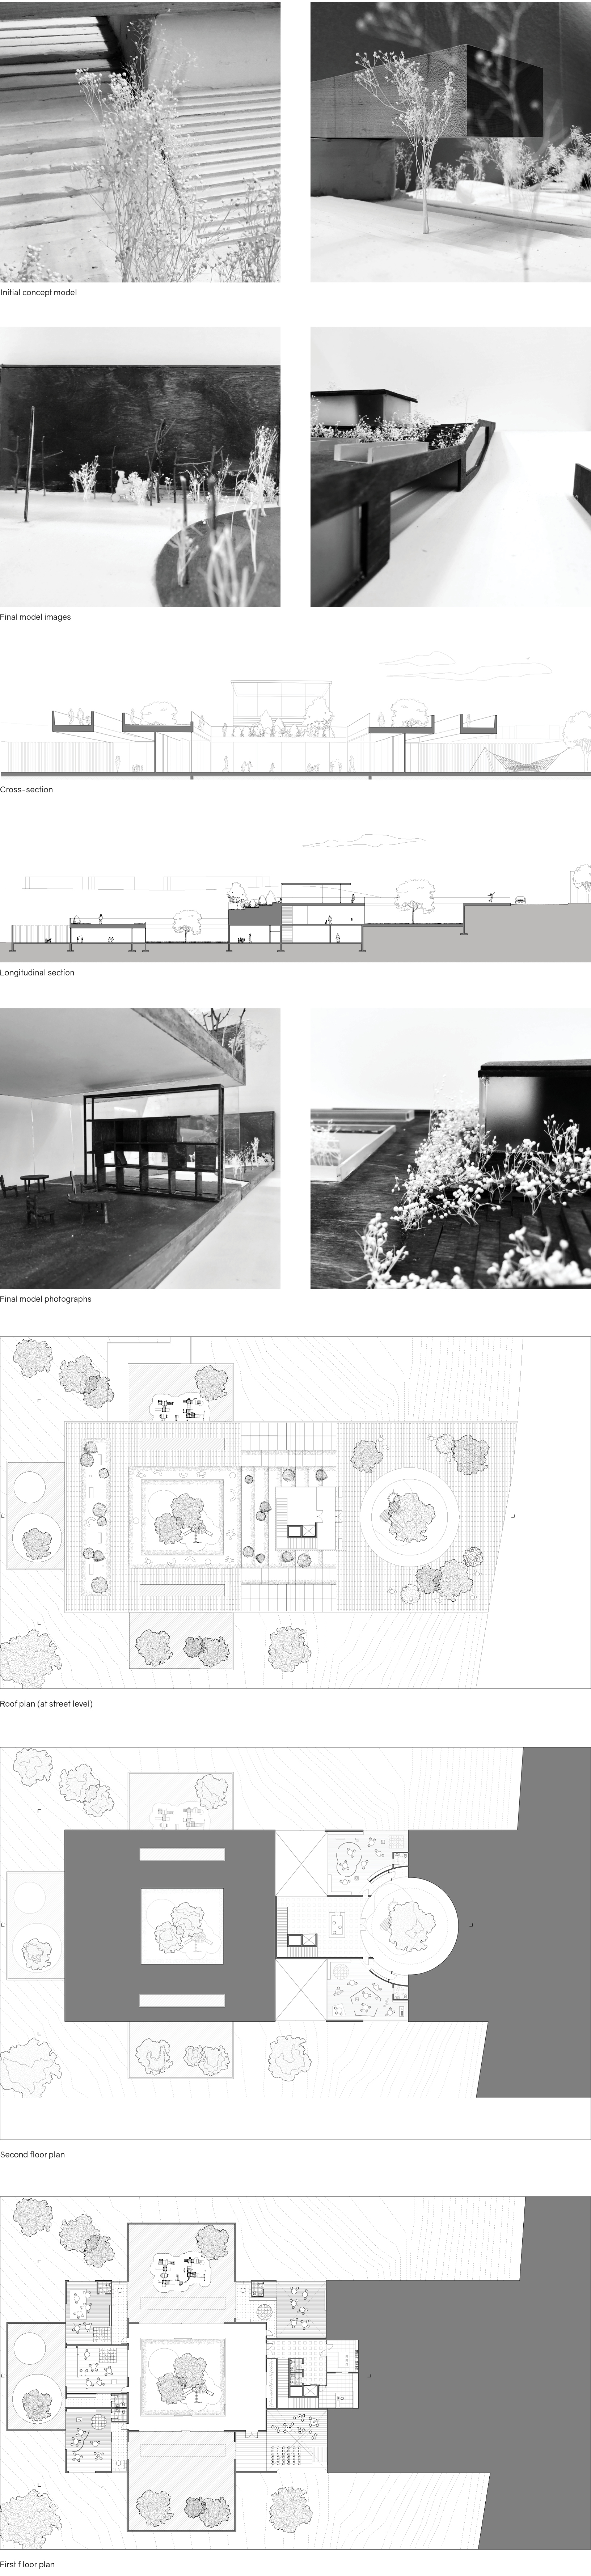 Initial concept model
Final model images
Cross-section
Longitudinal section
Final model photographs
Roof plan (at street level)
Second floor plan
First f loor plan